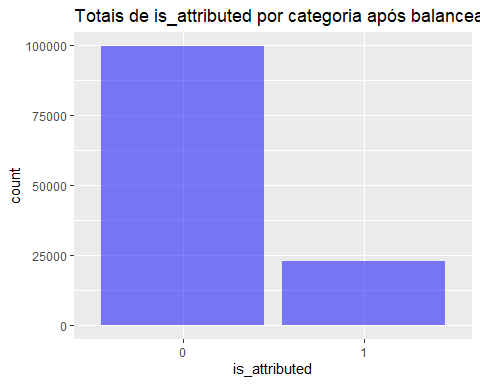 Totais de is_attributed por categoria após balancea
100000
75000
50000
25000
0
count
0 1
is_attributed